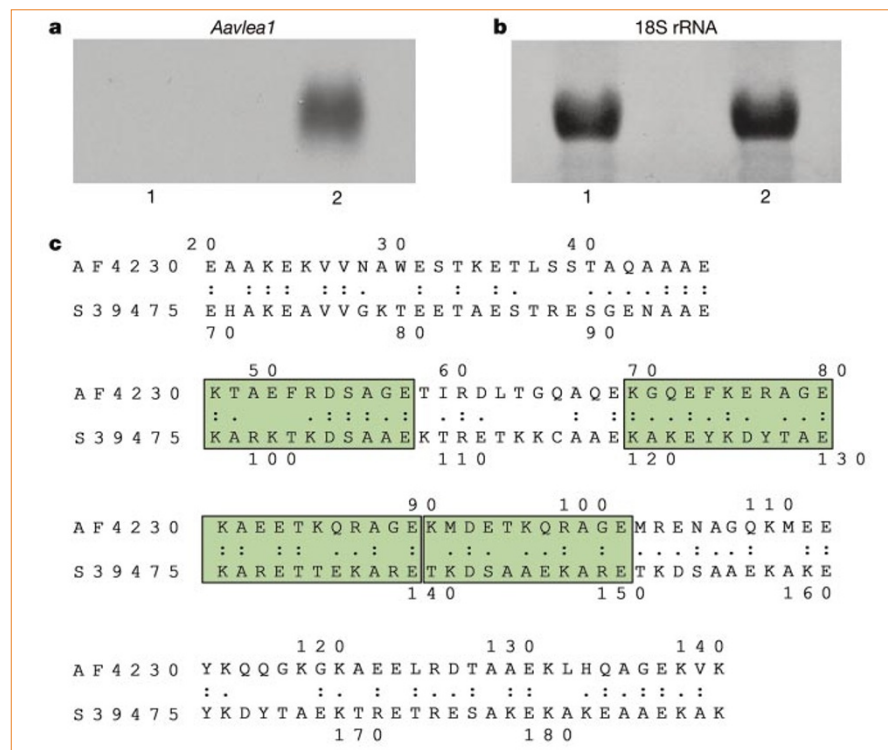 a Aavlea1
b 18S rRNA
1 2
1 2
c 20 30 40
AF4230 EAAKEKVVNAWESTKETLSSTAQAAAE
: : : : : : . : : : . . . : : :
S39475 EHAKEAVVGKTEETAESTRESGENAAE
70 80 90
50 60 70 80
AF4230 KTAEFRDSAGETIRDLTGQAQEKGQEFKERAGE
S39475 KARKTKDSAAEKTRETKKCAAEKAKEYKDYTAE
100 110 120 130
90 100 110
AF4230 KAEETKQRAGEKMDETKQRAGEMRENAGQKMEE
S39475 KARETTEKARETKDSAAEKARETKDSAAEKAKE
140 150 160
120 130 140
AF4230 YKQQGKGKAEELRDTAAEKLHQAGEKVK
S39475 YKDYTAEKTRETRESAKEKAKEAAEKAK
170 180